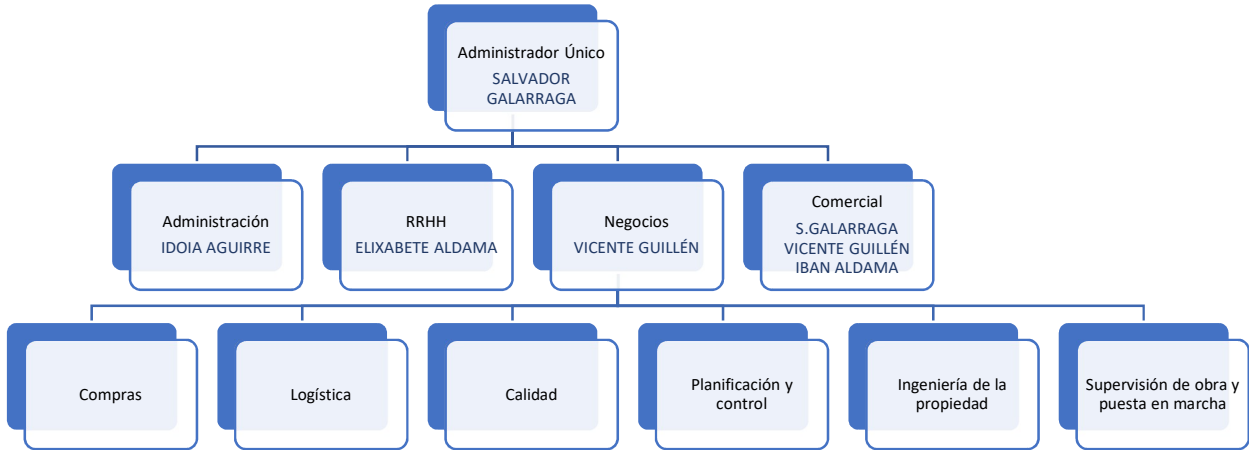 Administrador Único
SALVADOR
GALARRAGA
Administración
IDOIA AGUIRRE
RRHH
ELIXABETE ALDAMA
Negocios
VICENTE GUILLÉN
Comercial
S.GALARRAGA
VICENTE GUILLÉN
IBAN ALDAMA
Compras
Logística
Calidad
Planificación y
control
Ingeniería de la
propiedad
Supervisión de obra y
puesta en marcha